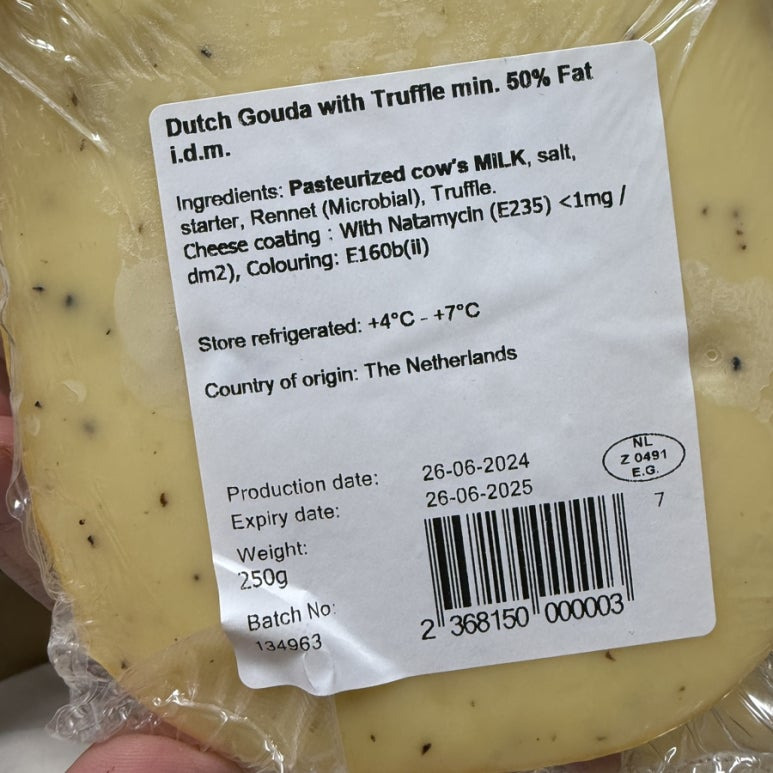 Dutch Gouda with Truffle min. 50% Fat
i.d.m.
Ingredients: Pasteurized cow's MiLK, salt,
starter, Rennet (Microbial), Truffle.
Cheese coating : With Natamycin (E235) <1mg /
dm2), Colouring: E160b(ii)
Store refrigerated: +4°C - +7°C
Country of origin: The Netherlands
Production date: 26-06-2024
Expiry date: 26-06-2025
Weight:
250g
Batch No:
134963
NL
Z 0491
E.G.
7
2 368150 000003